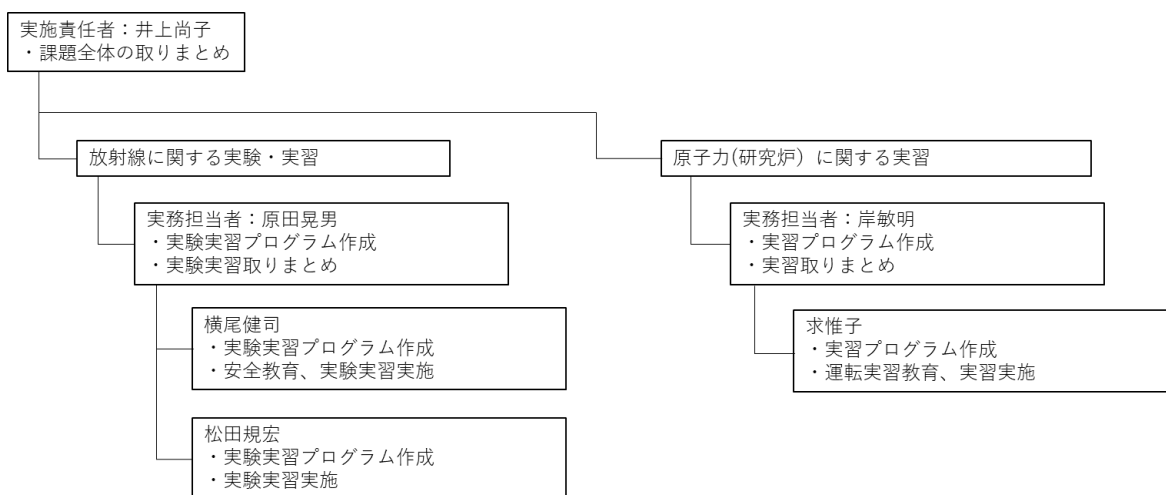 実施責任者：井上尚子
・課題全体の取りまとめ
放射線に関する実験・実習
実務担当者：原田晃男
・実験実習プログラム作成
・実験実習取りまとめ
横尾健司
・実験実習プログラム作成
・安全教育、実験実習実施
松田規宏
・実験実習プログラム作成
・実験実習実施
原子力(研究炉）に関する実習
実務担当者：岸敏明
・実習プログラム作成
・実習取りまとめ
求惟子
・実習プログラム作成
・運転実習教育、実習実施